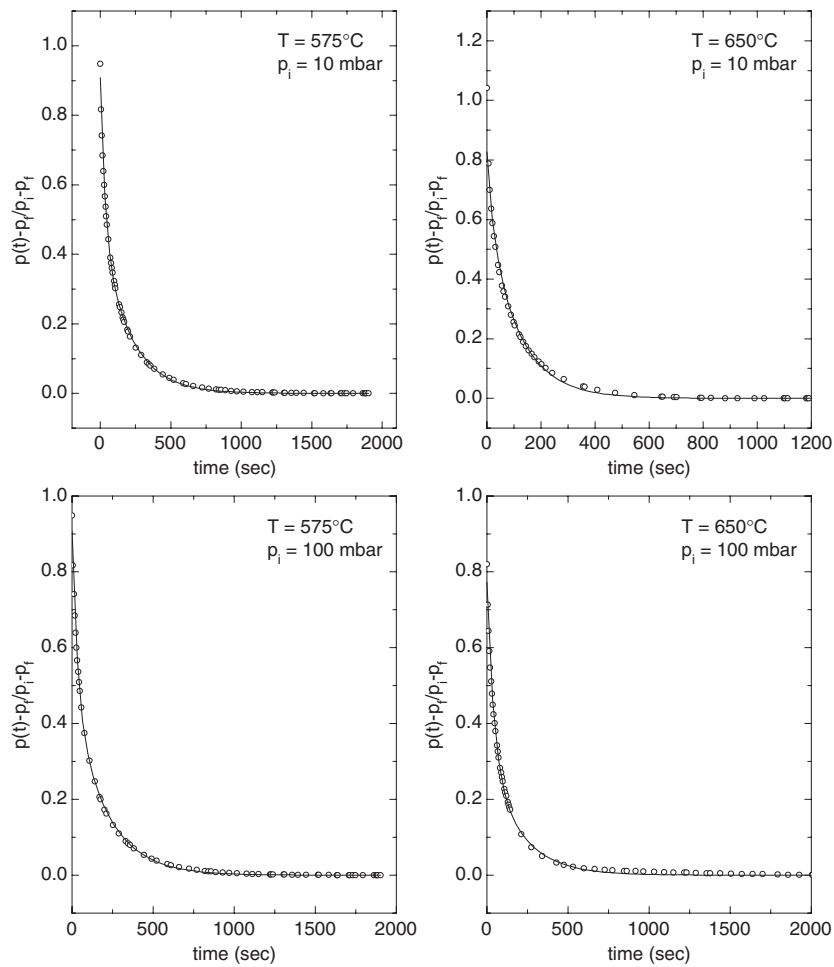 T = 575°C
p_i = 10 mbar
p(t)-p_f/p_i-p_f
1.0
0.8
0.6
0.4
0.2
0.0
0 500 1000 1500 2000
time (sec)
T = 650°C
p_i = 10 mbar
p(t)-p_f/p_i-p_f
1.2
1.0
0.8
0.6
0.4
0.2
0.0
0 200 400 600 800 1000 1200
time (sec)
T = 575°C
p_i = 100 mbar
p(t)-p_f/p_i-p_f
1.0
0.8
0.6
0.4
0.2
0.0
0 500 1000 1500 2000
time (sec)
T = 650°C
p_i = 100 mbar
p(t)-p_f/p_i-p_f
1.0
0.8
0.6
0.4
0.2
0.0
0 500 1000 1500 2000
time (sec)